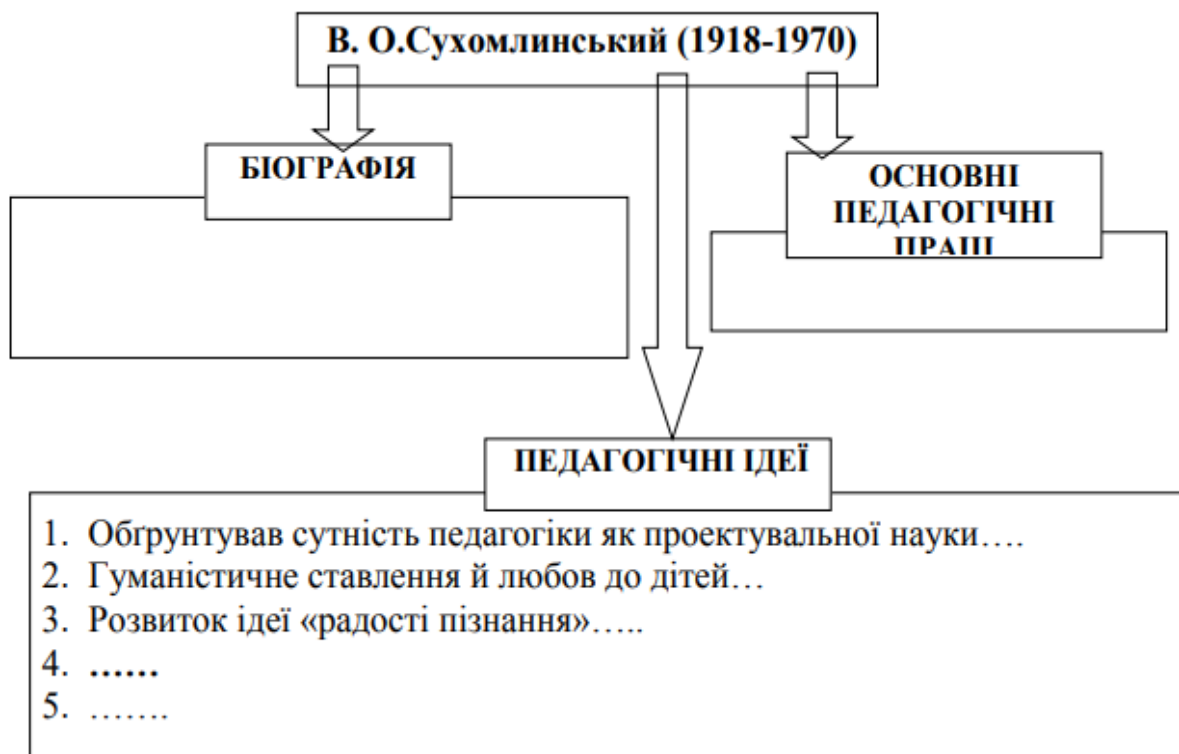 В. О.Сухомлинський (1918-1970)
БІОГРАФІЯ
ОСНОВНІ
ПЕДАГОГІЧНІ
ПРАЦІ
ПЕДАГОГІЧНІ ІДЕЇ
1. Обґрунтував сутність педагогіки як проектувальної науки….
2. Гуманістичне ставлення й любов до дітей…
3. Розвиток ідеї «радості пізнання»…..
4. ……
5. …….